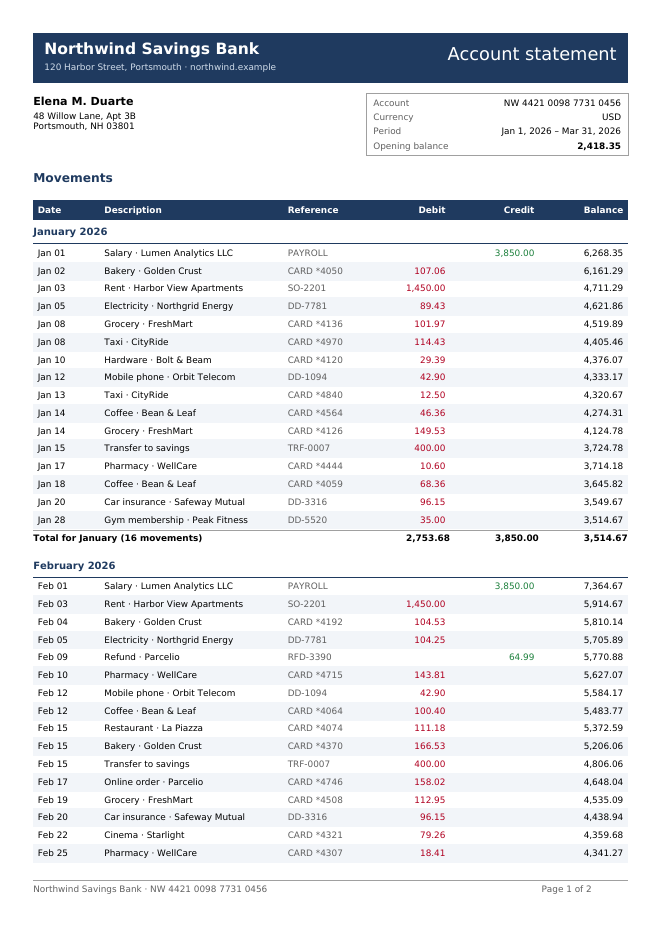 Northwind Savings Bank
Account statement
120 Harbor Street, Portsmouth · northwind.example
Elena M. Duarte
48 Willow Lane, Apt 3B
Portsmouth, NH 03801
Account NW 4421 0098 7731 0456
Currency USD
Period Jan 1, 2026 – Mar 31, 2026
Opening balance 2,418.35
Movements
Date Description Reference Debit Credit Balance
January 2026
Jan 01 Salary · Lumen Analytics LLC PAYROLL 3,850.00 6,268.35
Jan 02 Bakery · Golden Crust CARD *4050 107.06 6,161.29
Jan 03 Rent · Harbor View Apartments SO-2201 1,450.00 4,711.29
Jan 05 Electricity · Northgrid Energy DD-7781 89.43 4,621.86
Jan 08 Grocery · FreshMart CARD *4136 101.97 4,519.89
Jan 08 Taxi · CityRide CARD *4970 114.43 4,405.46
Jan 10 Hardware · Bolt & Beam CARD *4120 29.39 4,376.07
Jan 12 Mobile phone · Orbit Telecom DD-1094 42.90 4,333.17
Jan 13 Taxi · CityRide CARD *4840 12.50 4,320.67
Jan 14 Coffee · Bean & Leaf CARD *4564 46.36 4,274.31
Jan 14 Grocery · FreshMart CARD *4126 149.53 4,124.78
Jan 15 Transfer to savings TRF-0007 400.00 3,724.78
Jan 17 Pharmacy · WellCare CARD *4444 10.60 3,714.18
Jan 18 Coffee · Bean & Leaf CARD *4059 68.36 3,645.82
Jan 20 Car insurance · Safeway Mutual DD-3316 96.15 3,549.67
Jan 28 Gym membership · Peak Fitness DD-5520 35.00 3,514.67
Total for January (16 movements) 2,753.68 3,850.00 3,514.67
February 2026
Feb 01 Salary · Lumen Analytics LLC PAYROLL 3,850.00 7,364.67
Feb 03 Rent · Harbor View Apartments SO-2201 1,450.00 5,914.67
Feb 04 Bakery · Golden Crust CARD *4192 104.53 5,810.14
Feb 05 Electricity · Northgrid Energy DD-7781 104.25 5,705.89
Feb 09 Refund · Parcelio RFD-3390 64.99 5,770.88
Feb 10 Pharmacy · WellCare CARD *4715 143.81 5,627.07
Feb 12 Mobile phone · Orbit Telecom DD-1094 42.90 5,584.17
Feb 12 Coffee · Bean & Leaf CARD *4064 100.40 5,483.77
Feb 15 Restaurant · La Piazza CARD *4074 111.18 5,372.59
Feb 15 Bakery · Golden Crust CARD *4370 166.53 5,206.06
Feb 15 Transfer to savings TRF-0007 400.00 4,806.06
Feb 17 Online order · Parcelio CARD *4746 158.02 4,648.04
Feb 19 Grocery · FreshMart CARD *4508 112.95 4,535.09
Feb 20 Car insurance · Safeway Mutual DD-3316 96.15 4,438.94
Feb 22 Cinema · Starlight CARD *4321 79.26 4,359.68
Feb 25 Pharmacy · WellCare CARD *4307 18.41 4,341.27
Northwind Savings Bank · NW 4421 0098 7731 0456 Page 1 of 2